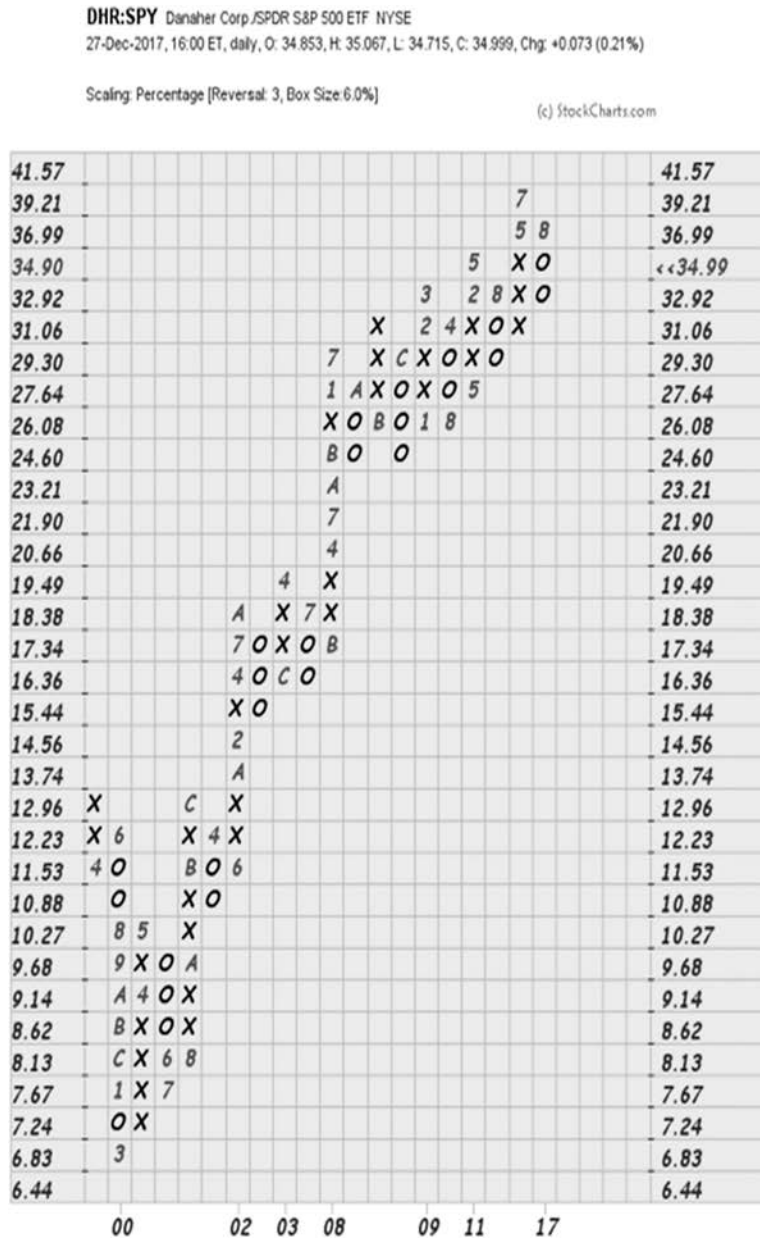 DHR:SPY Danaher Corp./SPDR S&P 500 ETF NYSE
27-Dec-2017, 16:00 ET, daily, O: 34.853, H: 35.067, L: 34.715, C: 34.999, Chg: +0.073 (0.21%)
Scaling: Percentage [Reversal: 3, Box Size:6.0%]
(c) StockCharts.com
41.57 41.57
39.21 7 39.21
36.99 5 8 36.99
34.90 5 X O <<34.99
32.92 3 2 8 X O 32.92
31.06 X 2 4 X O X 31.06
29.30 7 X C X O X O 29.30
27.64 1 A X O X O 5 27.64
26.08 X O B O 1 8 26.08
24.60 B O O 24.60
23.21 A 23.21
21.90 7 21.90
20.66 4 20.66
19.49 4 X 19.49
18.38 A X 7 X 18.38
17.34 7 O X O B 17.34
16.36 4 O C O 16.36
15.44 X O 15.44
14.56 2 14.56
13.74 A 13.74
12.96 X C X 12.96
12.23 X 6 X 4 X 12.23
11.53 4 O B O 6 11.53
10.88 O X O 10.88
10.27 8 5 X 10.27
9.68 9 X O A 9.68
9.14 A 4 O X 9.14
8.62 B X O X 8.62
8.13 C X 6 8 8.13
7.67 1 X 7 7.67
7.24 O X 7.24
6.83 3 6.83
6.44 6.44
00 02 03 08 09 11 17